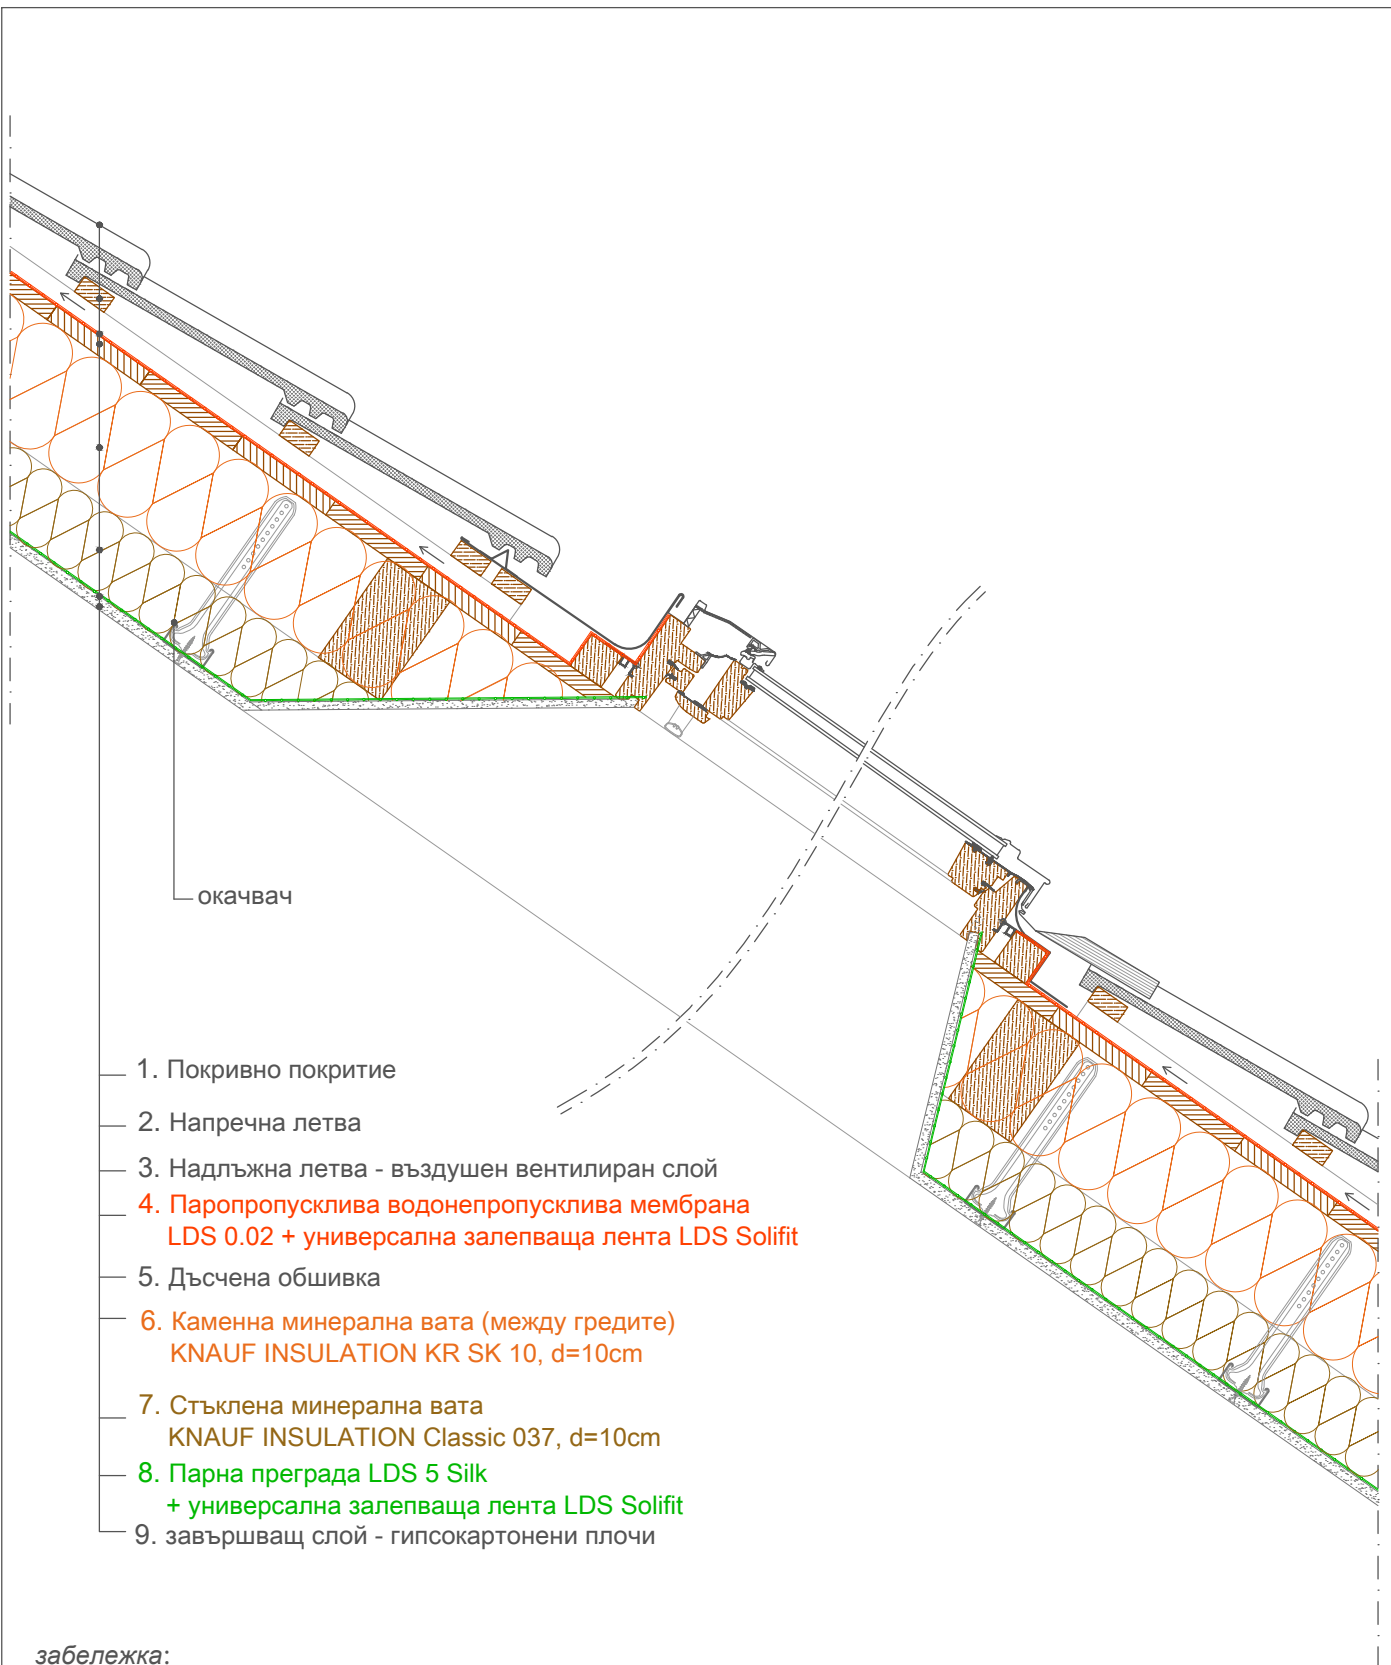 окачвач
1. Покривно покритие
2. Напречна летва
3. Надлъжна летва - въздушен вентилиран слой
4. Паропропусклива водонепропусклива мембрана
LDS 0.02 + универсална залепваща лента LDS Solifit
5. Дъсчена обшивка
6. Каменна минерална вата (между гредите)
KNAUF INSULATION KR SK 10, d=10cm
7. Стъклена минерална вата
KNAUF INSULATION Classic 037, d=10cm
8. Парна преграда LDS 5 Silk
+ универсална залепваща лента LDS Solifit
9. завършващ слой - гипсокартонени плочи
забележка: